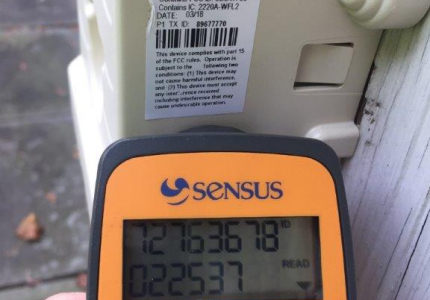 Contains IC: 2220A-WFL2
DATE: 03/18
P1 TX ID: 89677770
This device complies with part 15
of the FCC rules. Operation is
subject to the following two
conditions: (1) This device may
not cause harmful interference,
and (2) This device must accept
any interference received
including interference that may
cause undesirable operation.
SENSUS
72763678 ID
022537 READ